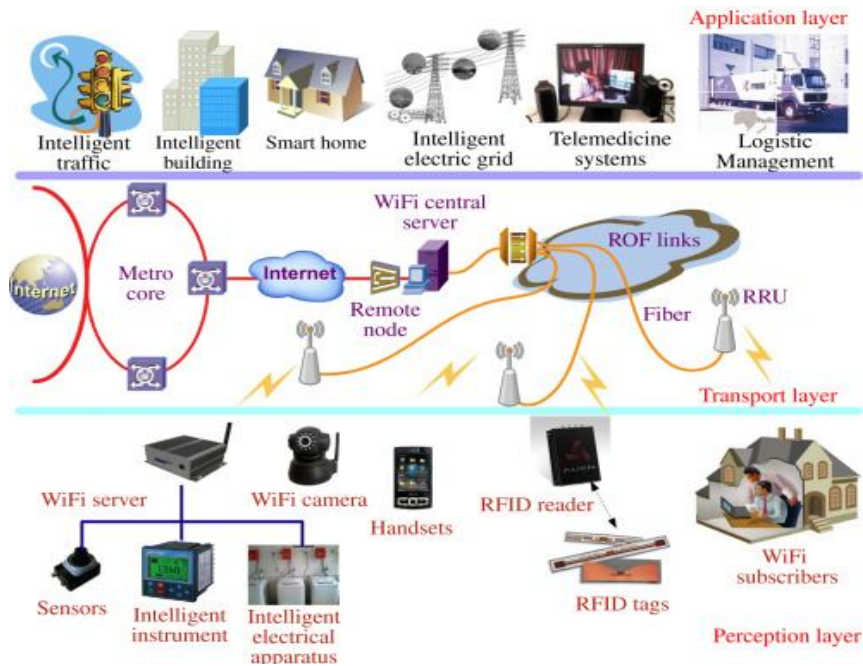 Application layer
Intelligent
traffic
Intelligent
building
Smart home
Intelligent
electric grid
Telemedicine
systems
Logistic
Management
WiFi central
server
ROF links
Internet
Metro
core
Internet
Remote
node
Fiber
RRU
Transport layer
WiFi server
WiFi camera
Handsets
RFID reader
WiFi
subscribers
Sensors
Intelligent
instrument
Intelligent
electrical
apparatus
RFID tags
Perception layer